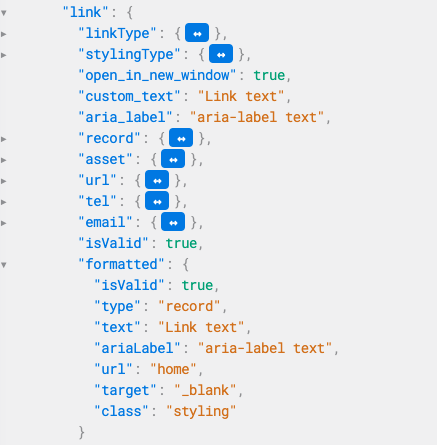 "link": {
"linkType": {↔},
"stylingType": {↔},
"open_in_new_window": true,
"custom_text": "Link text",
"aria_label": "aria-label text",
"record": {↔},
"asset": {↔},
"url": {↔},
"tel": {↔},
"email": {↔},
"isValid": true,
"formatted": {
"isValid": true,
"type": "record",
"text": "Link text",
"ariaLabel": "aria-label text",
"url": "home",
"target": "_blank",
"class": "styling"
}